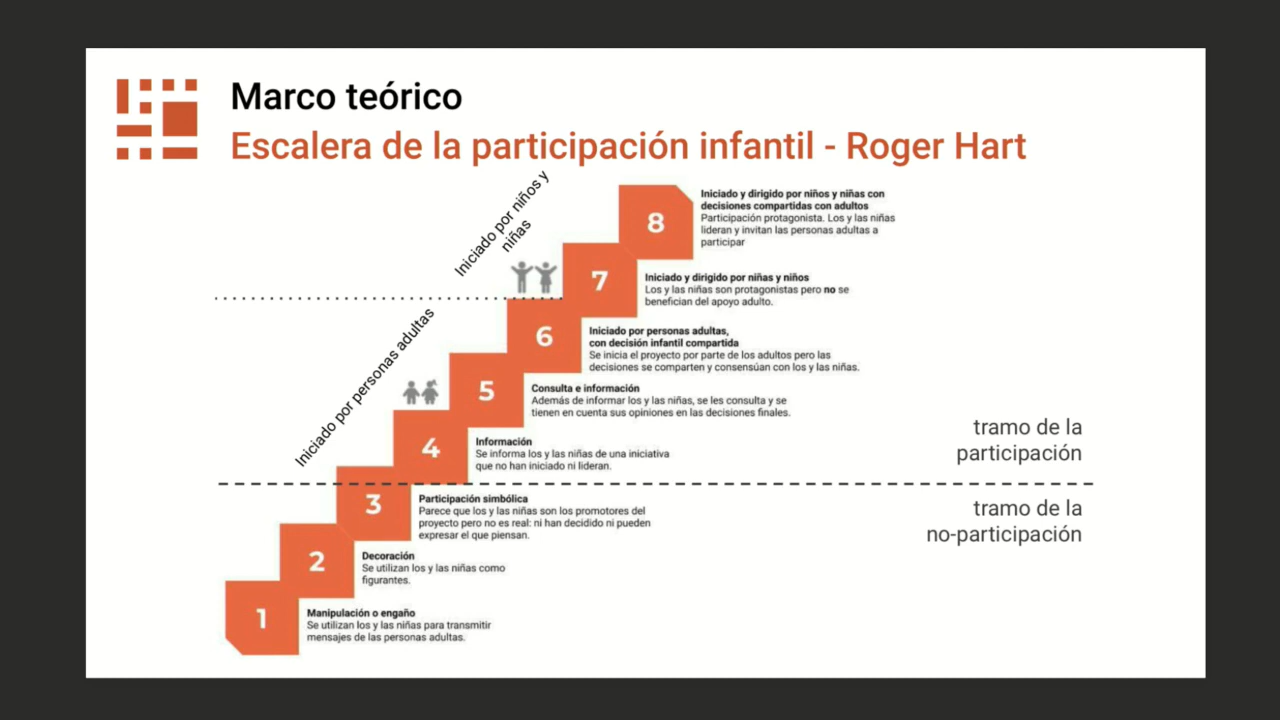 Marco teórico
Escalera de la participación infantil - Roger Hart
Iniciado por niños y
niñas
8
Iniciado y dirigido por niños y niñas con
decisiones compartidas con adultos
Participación protagonista. Los y las niñas
lideran y invitan las personas adultas a
participar
7
Iniciado y dirigido por niñas y niños
Los y las niñas son protagonistas pero no se
benefician del apoyo adulto.
Iniciado por personas adultas
6
Iniciado por personas adultas,
con decisión infantil compartida
Se inicia el proyecto por parte de los adultos pero las
decisiones se comparten y consensúan con los y las niñas.
5
Consulta e información
Además de informar los y las niñas, se les consulta y se
tienen en cuenta sus opiniones en las decisiones finales.
4
Información
Se informa los y las niñas de una iniciativa
que no han iniciado ni lideran.
tramo de la
participación
3
Participación simbólica
Parece que los y las niñas son los promotores del
proyecto pero no es real: ni han decidido ni pueden
expresar el que piensan.
tramo de la
no-participación
2
Decoración
Se utilizan los y las niñas como
figurantes.
1
Manipulación o engaño
Se utilizan los y las niñas para transmitir
mensajes de las personas adultas.